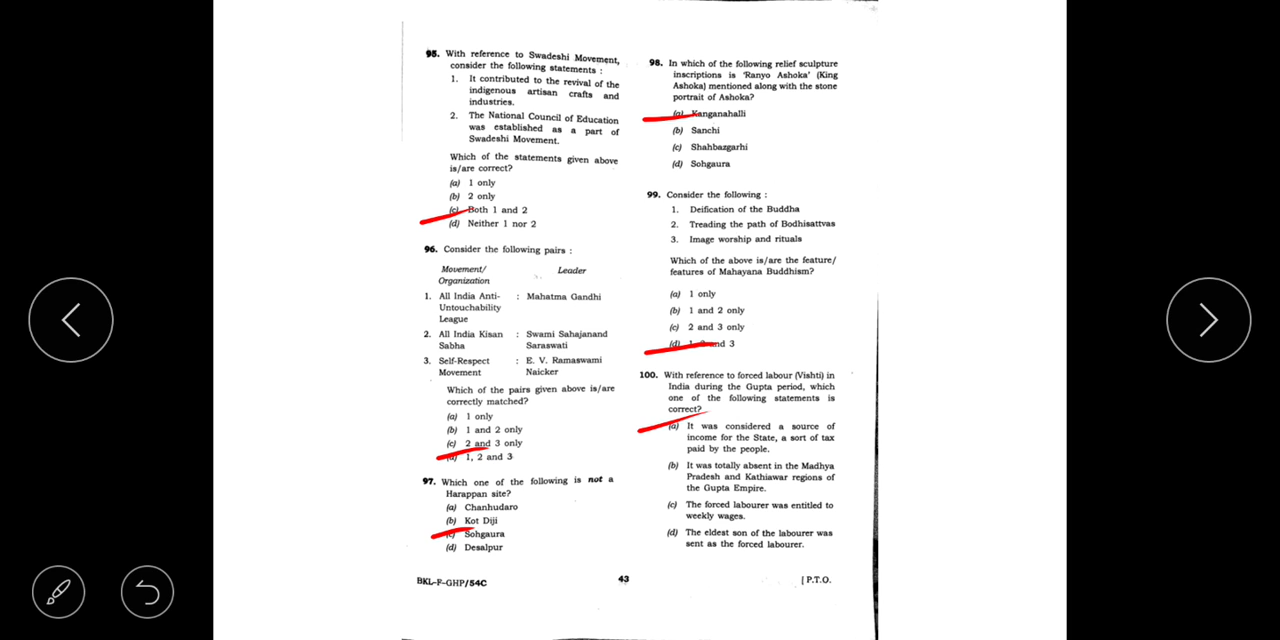 95. With reference to Swadeshi Movement,
consider the following statements :
1. It contributed to the revival of the
indigenous artisan crafts and
industries.
2. The National Council of Education
was established as a part of
Swadeshi Movement.
Which of the statements given above
is/are correct?
(a) 1 only
(b) 2 only
(c) Both 1 and 2
(d) Neither 1 nor 2
96. Consider the following pairs :
Movement/ Leader
Organization
1. All India Anti- : Mahatma Gandhi
Untouchability
League
2. All India Kisan : Swami Sahajanand
Sabha Saraswati
3. Self-Respect : E. V. Ramaswami
Movement Naicker
Which of the pairs given above is/are
correctly matched?
(a) 1 only
(b) 1 and 2 only
(c) 2 and 3 only
(d) 1, 2 and 3
97. Which one of the following is not a
Harappan site?
(a) Chanhudaro
(b) Kot Diji
(c) Sohgaura
(d) Desalpur
BKL-F-GHP/54C
98. In which of the following relief sculpture
inscriptions is 'Ranyo Ashoka' (King
Ashoka) mentioned along with the stone
portrait of Ashoka?
(a) Kanganahalli
(b) Sanchi
(c) Shahbazgarhi
(d) Sohgaura
99. Consider the following :
1. Deification of the Buddha
2. Treading the path of Bodhisattvas
3. Image worship and rituals
Which of the above is/are the feature/
features of Mahayana Buddhism?
(a) 1 only
(b) 1 and 2 only
(c) 2 and 3 only
(d) 1, 2 and 3
100. With reference to forced labour (Vishti) in
India during the Gupta period, which
one of the following statements is
correct?
(a) It was considered a source of
income for the State, a sort of tax
paid by the people.
(b) It was totally absent in the Madhya
Pradesh and Kathiawar regions of
the Gupta Empire.
(c) The forced labourer was entitled to
weekly wages.
(d) The eldest son of the labourer was
sent as the forced labourer.
43
[ P.T.O.